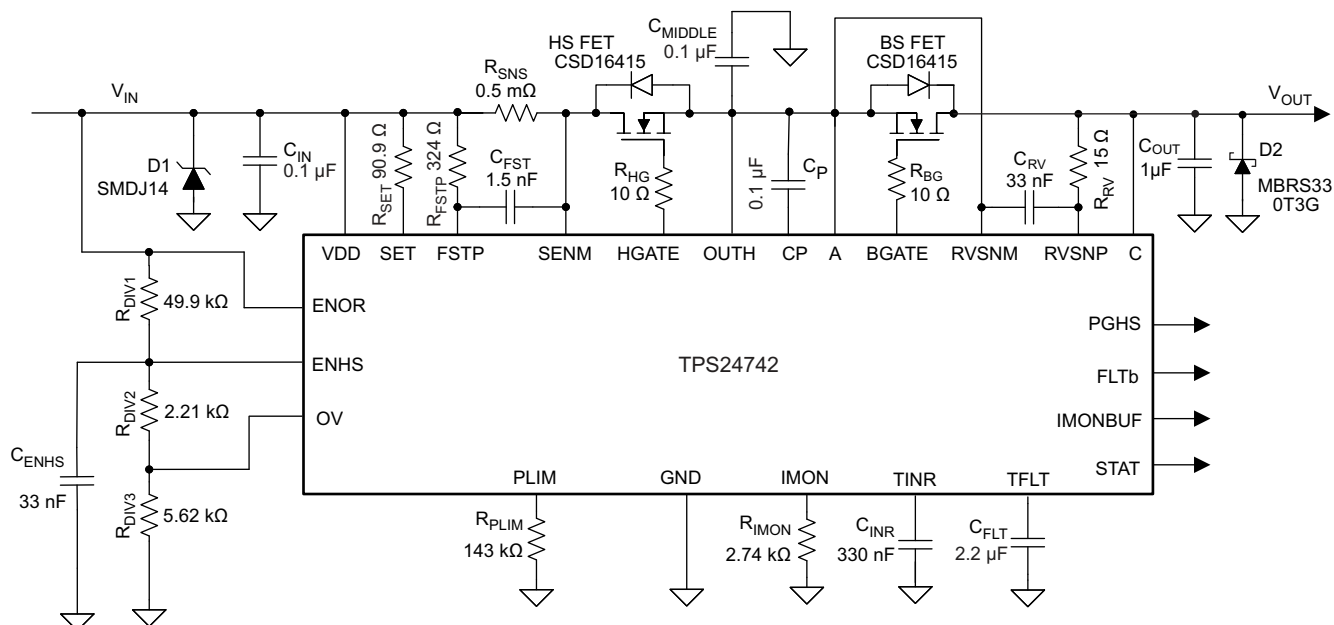 HS FET
CSD16415
C_MIDDLE
0.1 µF
BS FET
CSD16415
V_IN
R_SNS
0.5 mΩ
V_OUT
D1
SMDJ14
C_IN
0.1 µF
R_SET 90.9 Ω
R_FSTP 324 Ω
C_FST
1.5 nF
R_HG
10 Ω
0.1 µF
C_P
R_BG
10 Ω
C_RV
33 nF
R_RV 15 Ω
C_OUT
1µF
D2
MBRS33
0T3G
VDD
SET
FSTP
SENM
HGATE
OUTH
CP
A
BGATE
RVSNM
RVSNP
C
R_DIV1
49.9 kΩ
ENOR
ENHS
OV
TPS24742
PGHS
FLTb
IMONBUF
STAT
R_DIV2
2.21 kΩ
C_ENHS
33 nF
R_DIV3
5.62 kΩ
PLIM
GND
IMON
TINR
TFLT
R_PLIM
143 kΩ
R_IMON
2.74 kΩ
C_INR
330 nF
C_FLT
2.2 µF